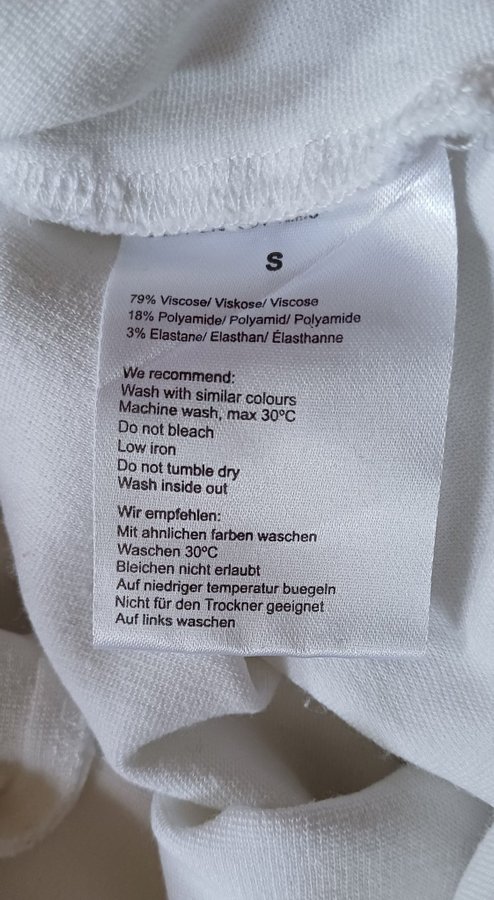 S
79% Viscose/ Viskose/ Viscose
18% Polyamide/ Polyamid/ Polyamide
3% Elastane/ Elasthan/ Élasthanne
We recommend:
Wash with similar colours
Machine wash, max 30ºC
Do not bleach
Low iron
Do not tumble dry
Wash inside out
Wir empfehlen:
Mit ahnlichen farben waschen
Waschen 30ºC
Bleichen nicht erlaubt
Auf niedriger temperatur buegeln
Nicht für den Trockner geeignet
Auf links waschen